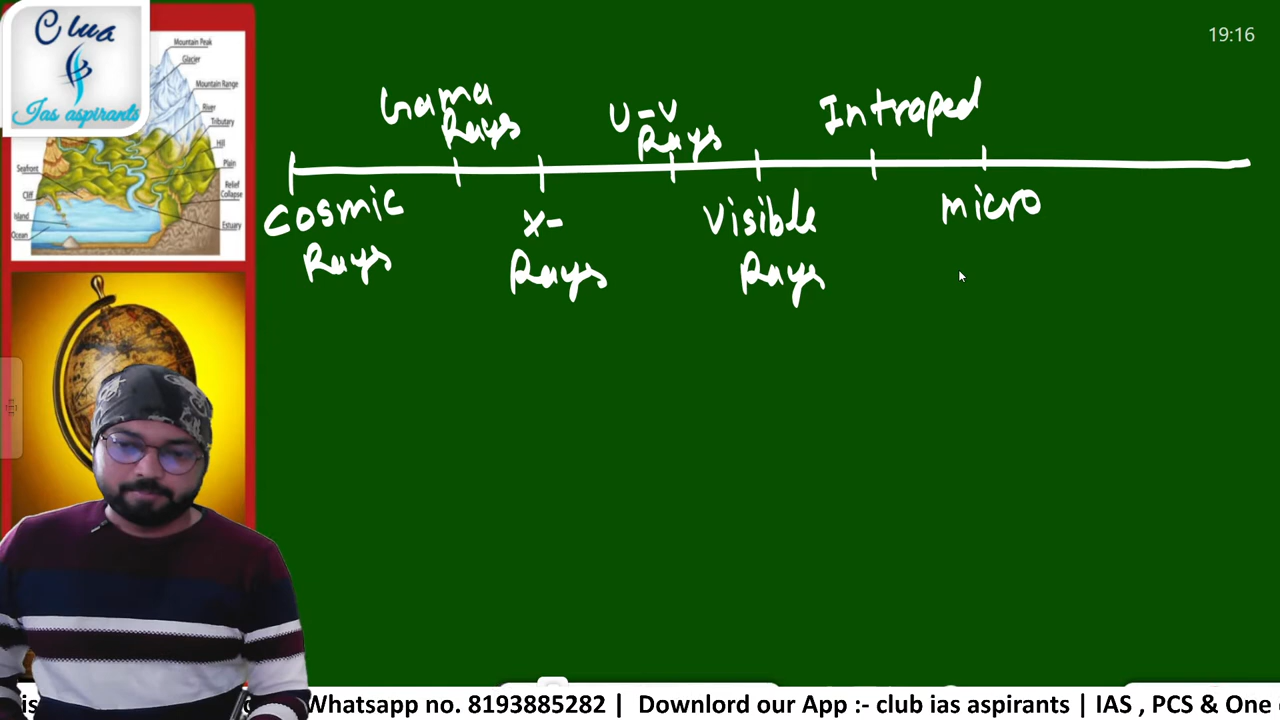 Club
Ias aspirants
Mountain Peak
Glacier
Mountain Range
River
Tributary
Hill
Plain
Relief
Collapse
Estuary
Seafront
Cliff
Island
Ocean
19:16
Gama
Rays
U-V
Rays
Intraped
Cosmic
Rays
X-
Rays
Visible
Rays
micro
Whatsapp no. 8193885282 | Downlord our App :- club ias aspirants | IAS , PCS & One